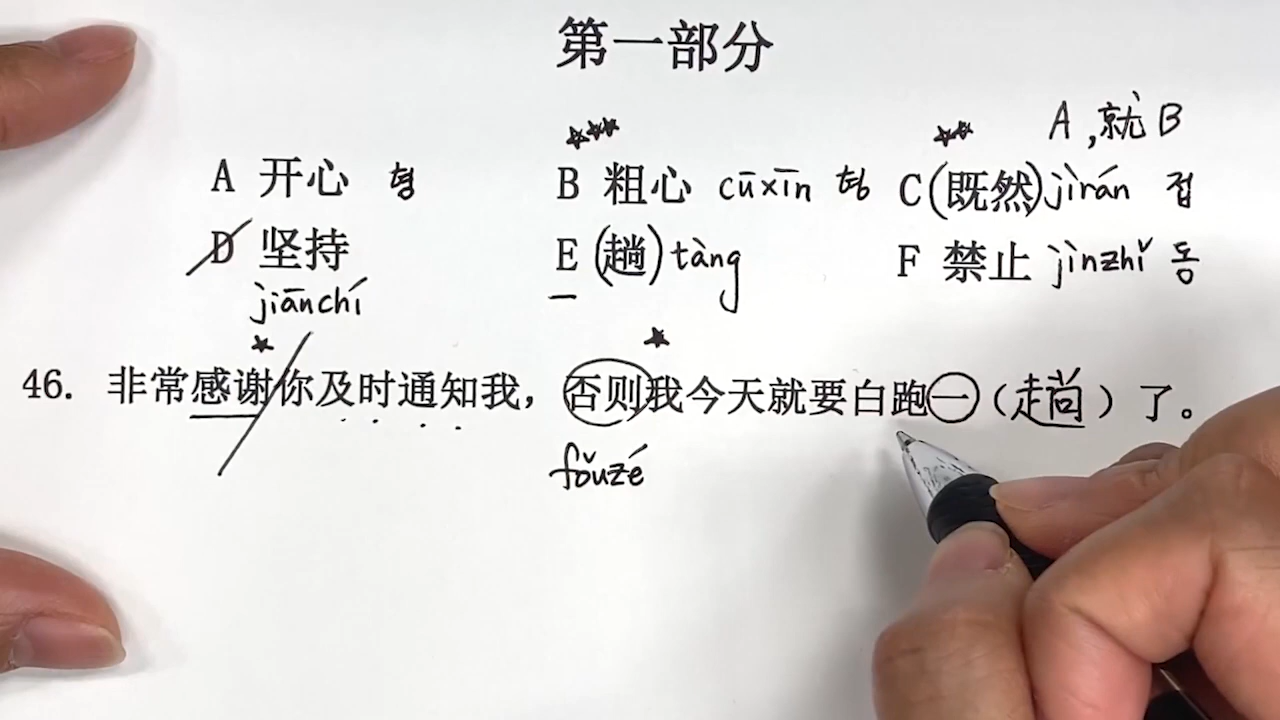 第一部分
A，就B
A 开心 형 B 粗心 cūxīn 형 C（既然）jìrán 접
D 坚持 E（趟）tàng F 禁止 jìnzhǐ 동
jiānchí
46. 非常感谢你及时通知我，否则我今天就要白跑一（趟）了。
fǒuzé